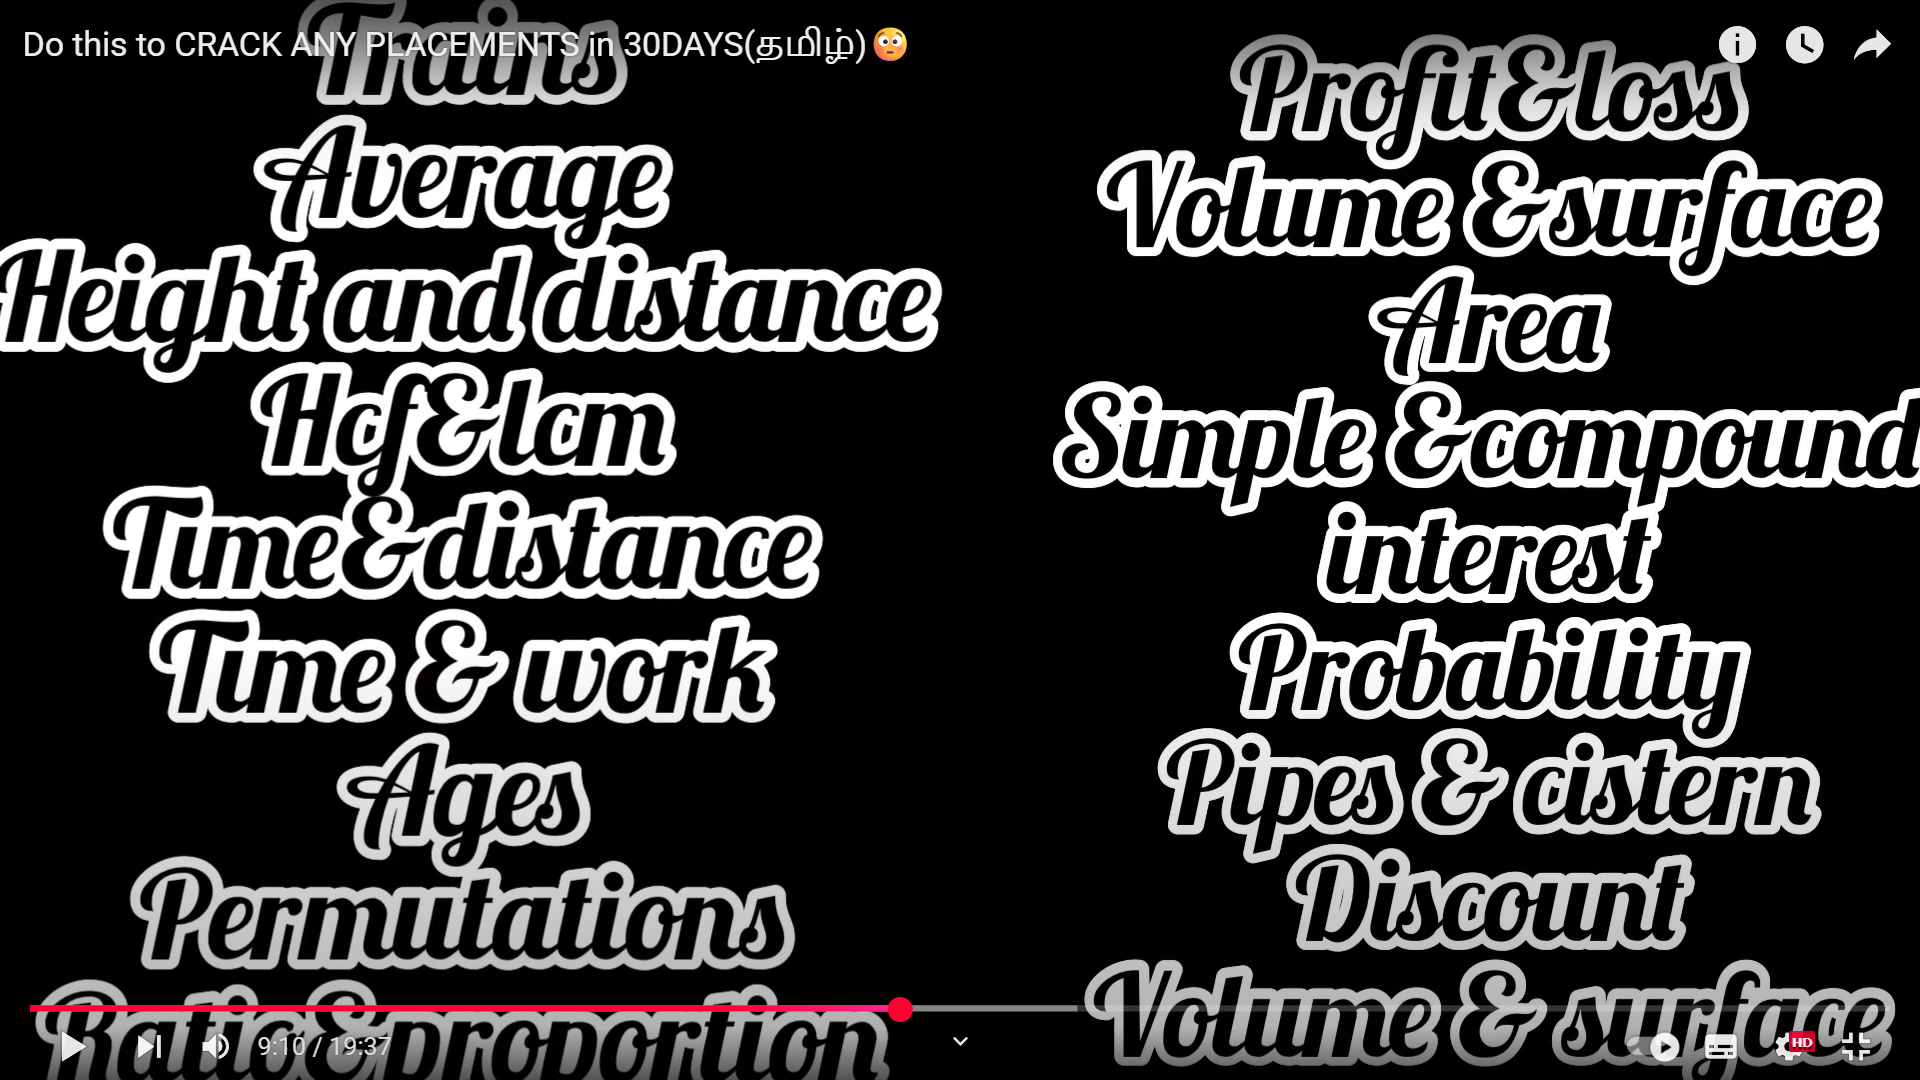 Do this to CRACK ANY PLACEMENTS in 30DAYS(தமிழ்)😳
Trains
Average
Height and distance
Hcf&lcm
Time&distance
Time & work
Ages
Permutations
Ratio&proportion
Profit&loss
Volume &surface
Area
Simple &compound
interest
Probability
Pipes & cistern
Discount
Volume & surface
9:10 / 19:37
HD